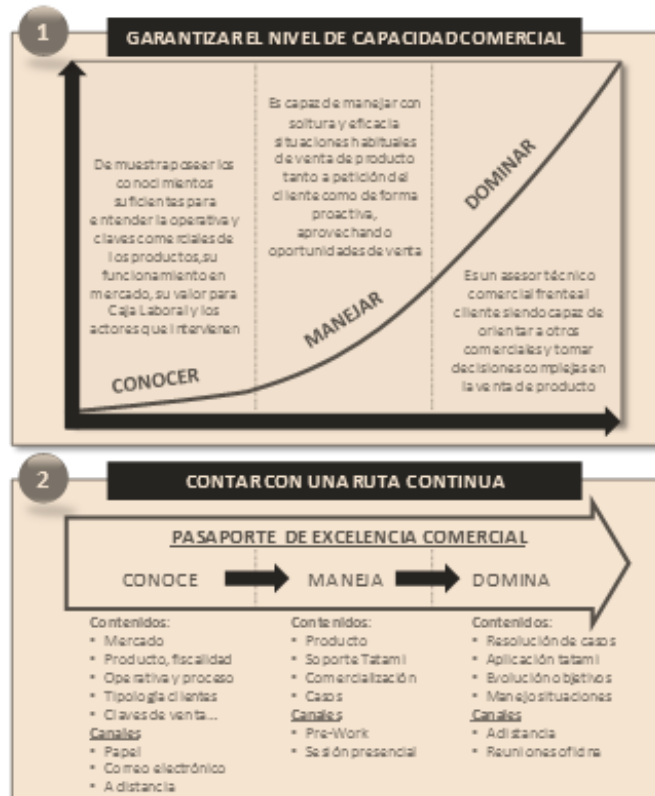 1
GARANTIZAR EL NIVEL DE CAPACIDAD COMERCIAL
Demuestra poseer los
conocimientos
suficientes para
entender la operativa y
claves comerciales de
los productos, su
funcionamiento en
mercado, su valor para
Caja Laboral y los
actores que intervienen
CONOCER
Es capaz de manejar con
soltura y eficacia
situaciones habituales
de venta de producto
tanto a petición del
cliente como de forma
proactiva,
aprovechando
oportunidades de venta
MANEJAR
DOMINAR
Es un asesor técnico
comercial frente al
cliente siendo capaz de
orientar a otros
comerciales y tomar
decisiones complejas en
la venta de producto
2
CONTAR CON UNA RUTA CONTINUA
PASAPORTE DE EXCELENCIA COMERCIAL
CONOCE MANEJA DOMINA
Contenidos:
▪ Mercado
▪ Producto, fiscalidad
▪ Operativa y proceso
▪ Tipología clientes
▪ Claves de venta...
Canales
▪ Papel
▪ Correo electrónico
▪ A distancia
Contenidos:
▪ Producto
▪ Soporte Tatami
▪ Comercialización
▪ Casos
Canales
▪ Pre-Work
▪ Sesión presencial
Contenidos:
▪ Resolución de casos
▪ Aplicación tatami
▪ Evolución objetivos
▪ Manejo situaciones
Canales
▪ A distancia
▪ Reuniones oficina